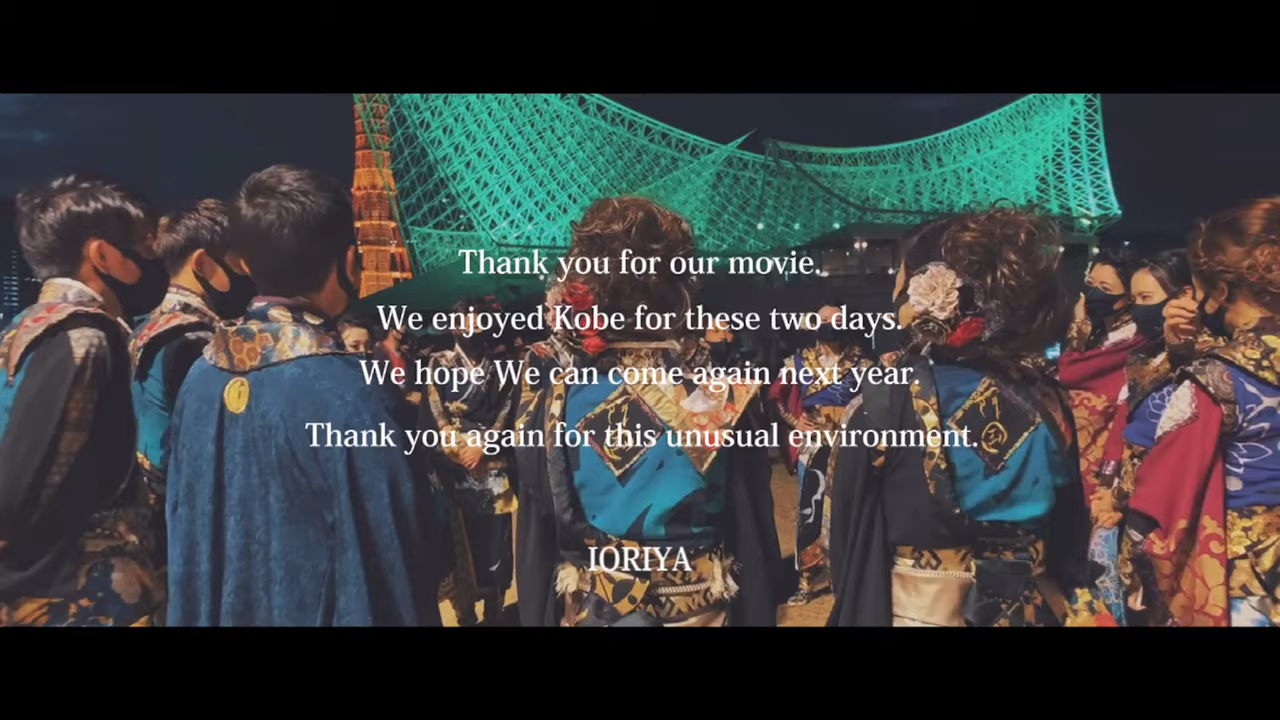 Thank you for our movie.
We enjoyed Kobe for these two days.
We hope We can come again next year.
Thank you again for this unusual environment.
IORIYA